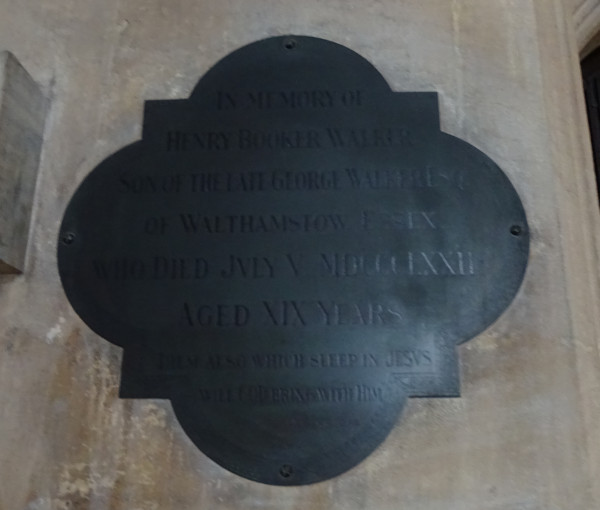 IN MEMORY OF
HENRY BOOKER WALKER
SON OF THE LATE GEORGE WALKER ESQ
OF WALTHAMSTOW, ESSEX
WHO DIED JVLY V. MDCCCLXXII
AGED XIX YEARS
THEM ALSO WHICH SLEEP IN JESVS
WILL GOD BRING WITH HIM